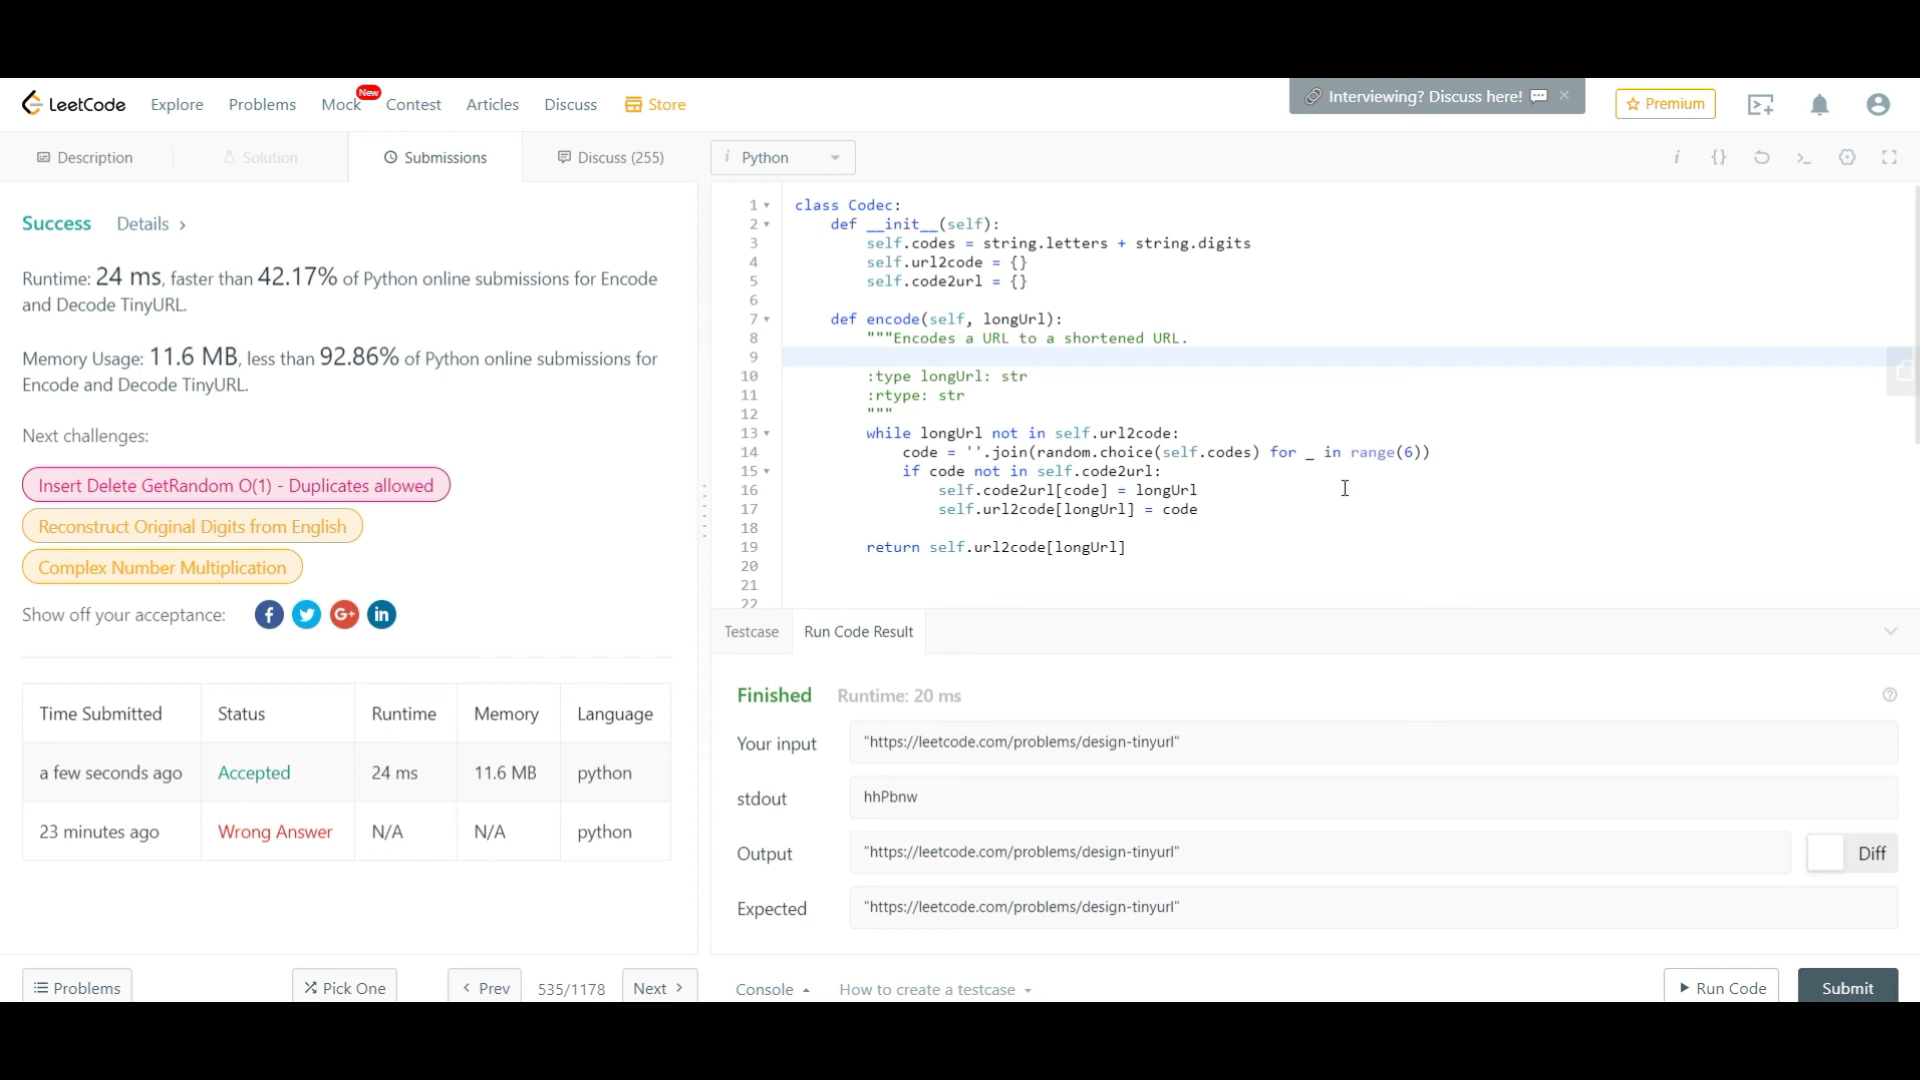 LeetCode
Explore
Problems
Mock
New
Contest
Articles
Discuss
Store
Interviewing? Discuss here!
Premium
Description
Solution
Submissions
Discuss (255)
i Python
Success
Details
Runtime: 24 ms, faster than 42.17% of Python online submissions for Encode
and Decode TinyURL.
Memory Usage: 11.6 MB, less than 92.86% of Python online submissions for
Encode and Decode TinyURL.
Next challenges:
Insert Delete GetRandom O(1) - Duplicates allowed
Reconstruct Original Digits from English
Complex Number Multiplication
Show off your acceptance:
Time Submitted Status Runtime Memory Language
a few seconds ago Accepted 24 ms 11.6 MB python
23 minutes ago Wrong Answer N/A N/A python
Problems
Pick One
Prev
535/1178
Next
1 class Codec:
2     def __init__(self):
3         self.codes = string.letters + string.digits
4         self.url2code = {}
5         self.code2url = {}
6
7     def encode(self, longUrl):
8         """Encodes a URL to a shortened URL.
9
10         :type longUrl: str
11         :rtype: str
12         """
13         while longUrl not in self.url2code:
14             code = ''.join(random.choice(self.codes) for _ in range(6))
15             if code not in self.code2url:
16                 self.code2url[code] = longUrl
17                 self.url2code[longUrl] = code
18
19         return self.url2code[longUrl]
20
21
22
Testcase
Run Code Result
Finished
Runtime: 20 ms
Your input
"https://leetcode.com/problems/design-tinyurl"
stdout
hhPbnw
Output
"https://leetcode.com/problems/design-tinyurl"
Diff
Expected
"https://leetcode.com/problems/design-tinyurl"
Console
How to create a testcase
Run Code
Submit